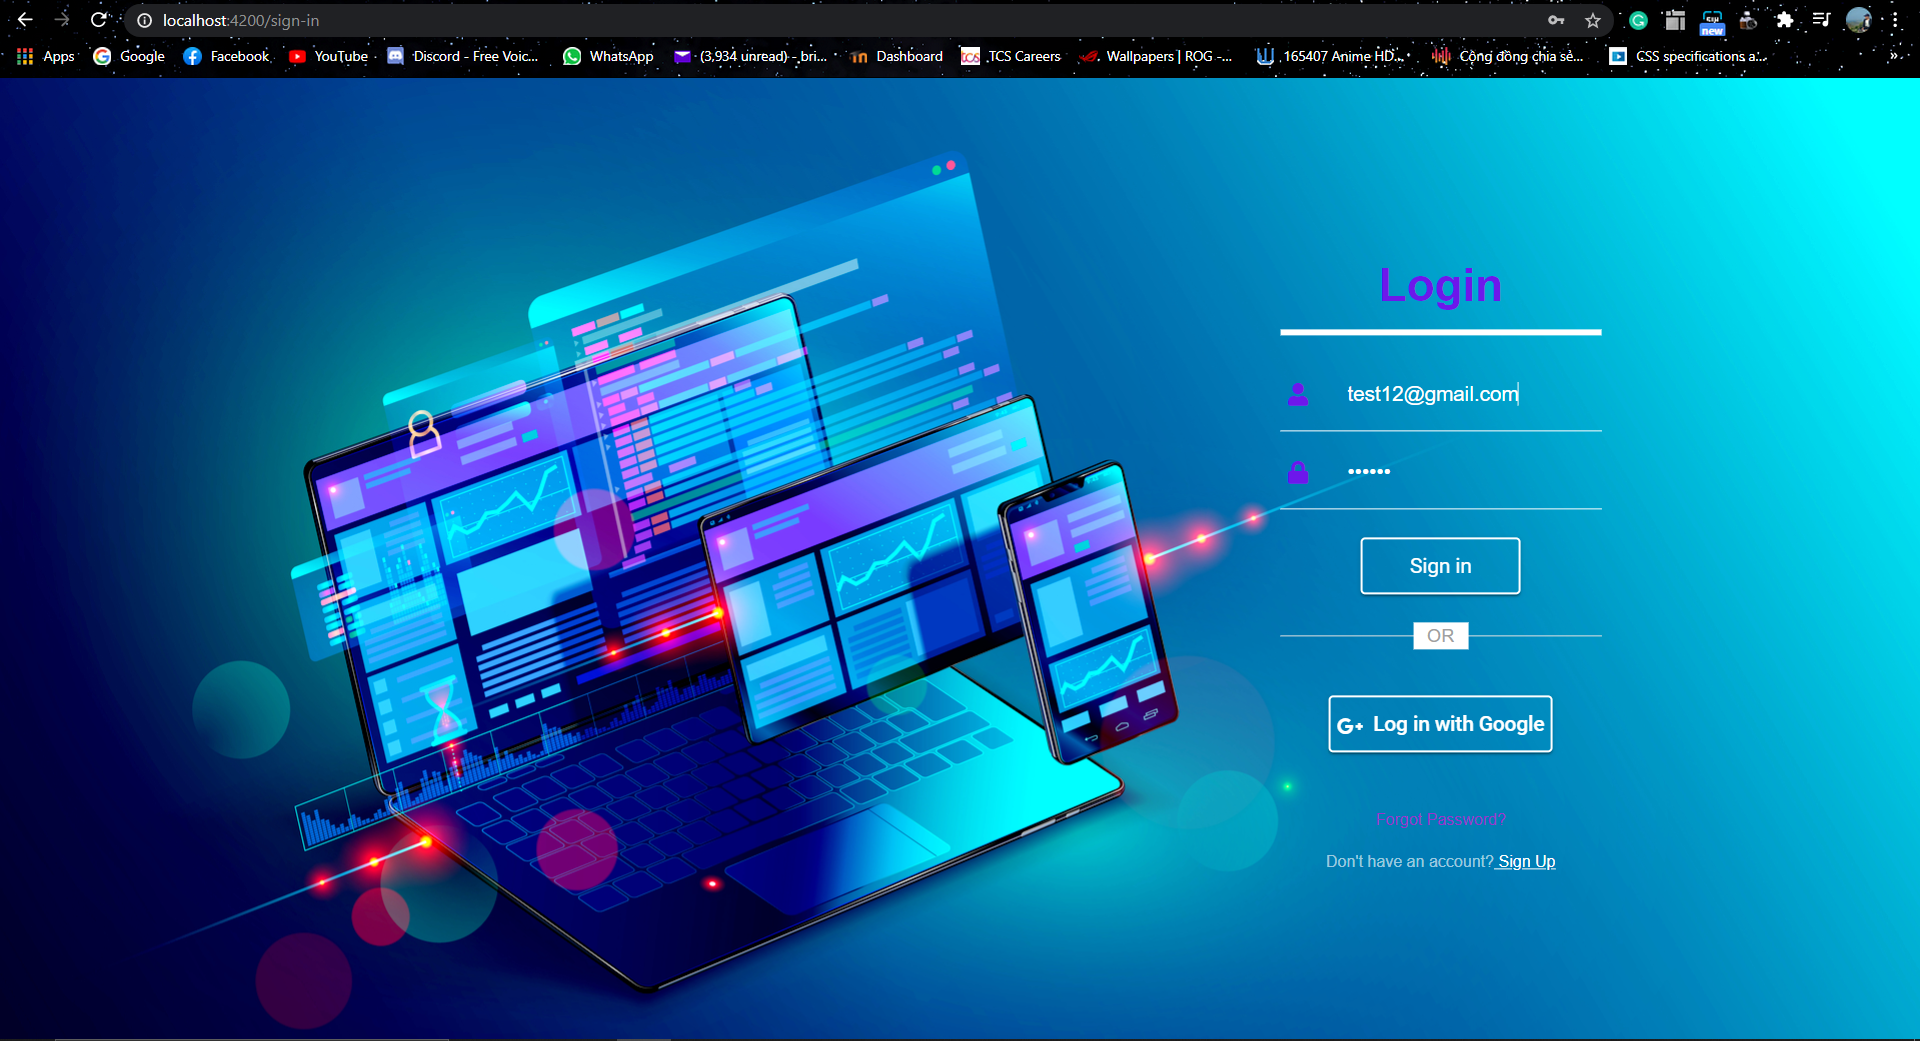 localhost:4200/sign-in
new
Apps Google Facebook YouTube Discord - Free Voic... WhatsApp (3,934 unread) - bri... Dashboard TCS Careers Wallpapers | ROG -... 165407 Anime HD... Cộng đồng chia sẻ... CSS specifications a... »
Login
test12@gmail.com
••••••
Sign in
OR
G+ Log in with Google
Forgot Password?
Don't have an account? Sign Up